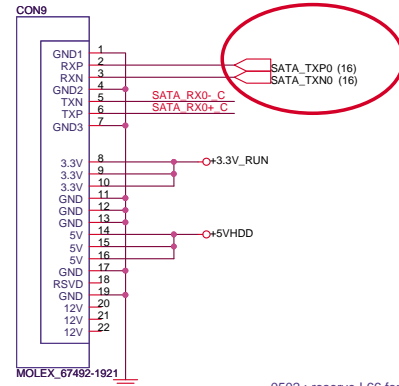 CON9
GND1 1
RXP 2
RXN 3
GND2 4
TXN 5
TXP 6
GND3 7
SATA_TXP0 (16)
SATA_TXN0 (16)
SATA_RX0-_C
SATA_RX0+_C
3.3V 8
3.3V 9
3.3V 10
GND 11
GND 12
GND 13
5V 14
5V 15
5V 16
GND 17
RSVD 18
GND 19
12V 20
12V 21
12V 22
+3.3V_RUN
+5VHDD
MOLEX_67492-1921